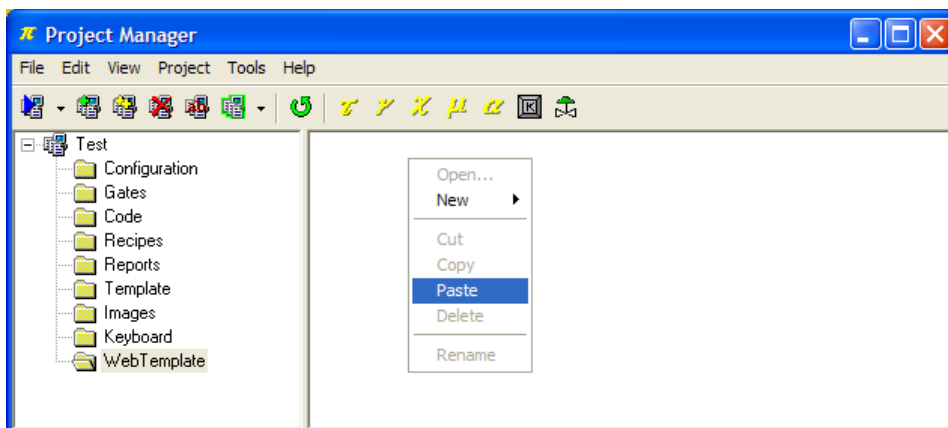 π Project Manager
File Edit View Project Tools Help
ab τ γ χ μ α K
Test
Configuration
Gates
Code
Recipes
Reports
Template
Images
Keyboard
WebTemplate
Open...
New
Cut
Copy
Paste
Delete
Rename